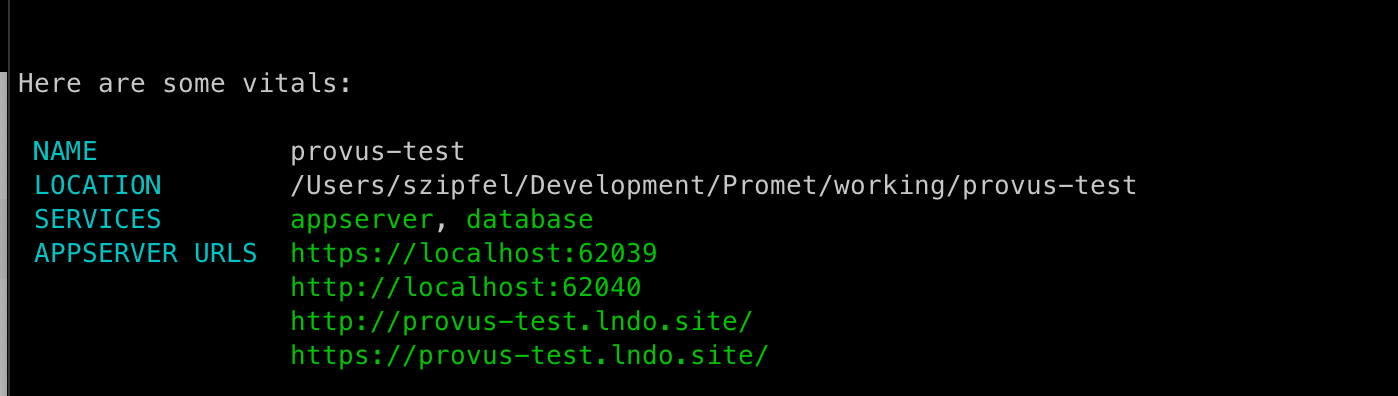 Here are some vitals:
NAME provus-test
LOCATION /Users/szipfel/Development/Promet/working/provus-test
SERVICES appserver, database
APPSERVER URLS https://localhost:62039
http://localhost:62040
http://provus-test.lndo.site/
https://provus-test.lndo.site/